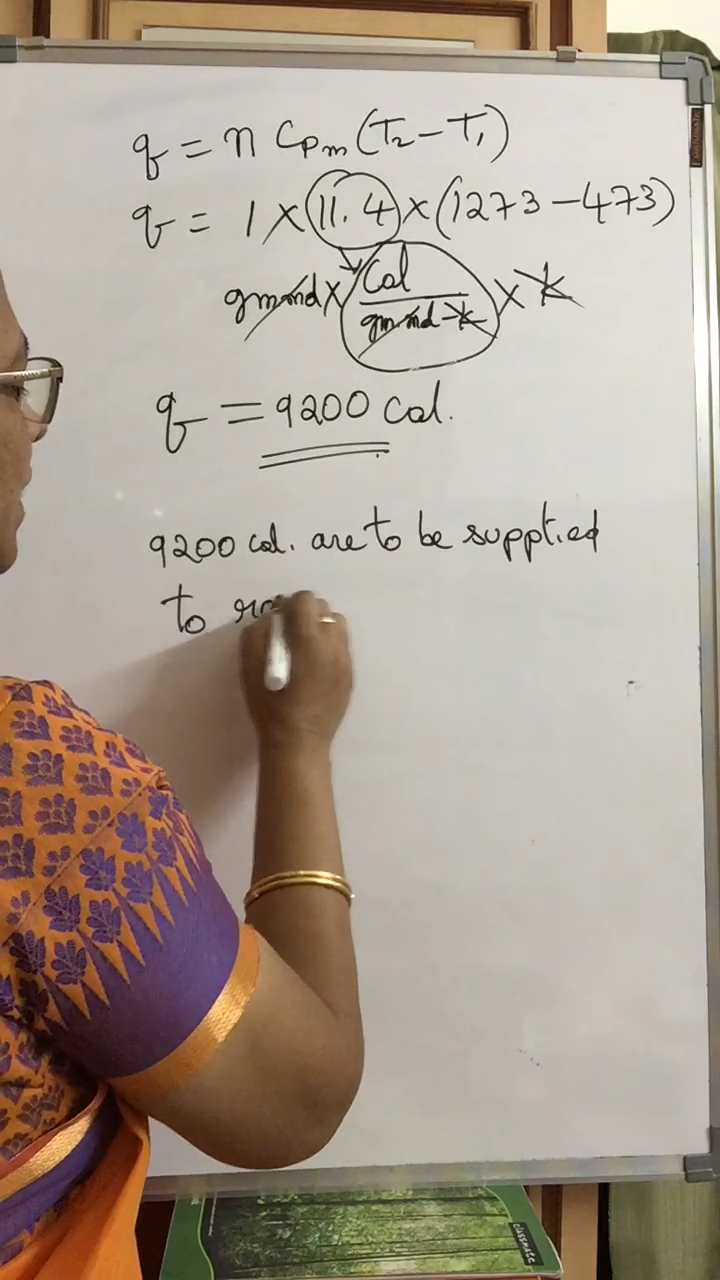 q = n Cpm (T2 − T1)
q = 1 × 11.4 × (1273 − 473)
gm.mol × Cal / gm.mol-k × k
q = 9200 Cal.
9200 Cal. are to be supplied
to
classmate